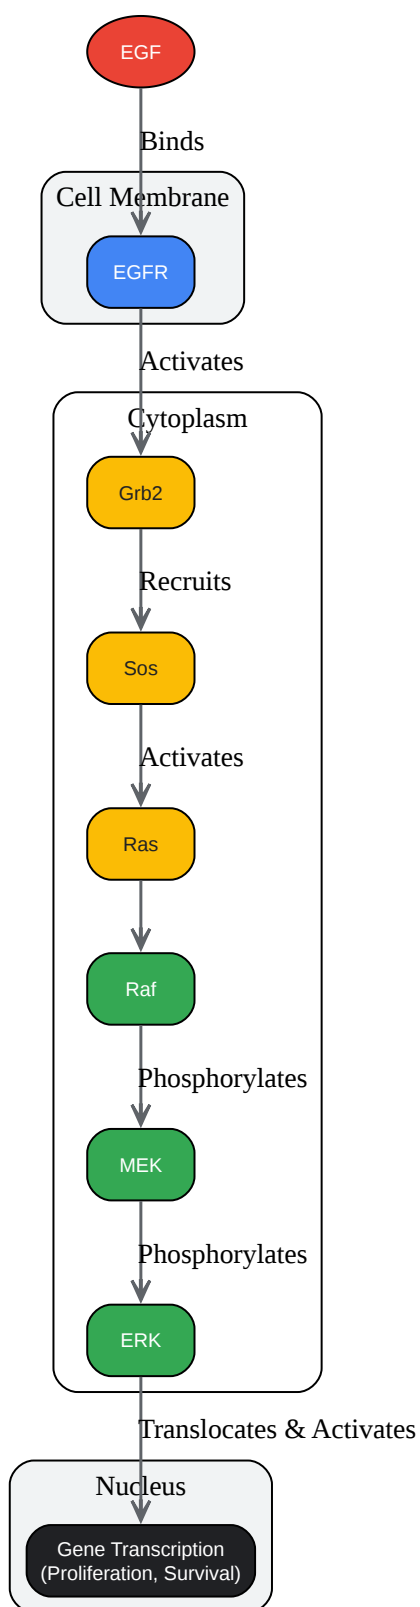 EGF
Binds
Cell Membrane
EGFR
Activates
Cytoplasm
Grb2
Recruits
Sos
Activates
Ras
Raf
Phosphorylates
MEK
Phosphorylates
ERK
Translocates & Activates
Nucleus
Gene Transcription
(Proliferation, Survival)